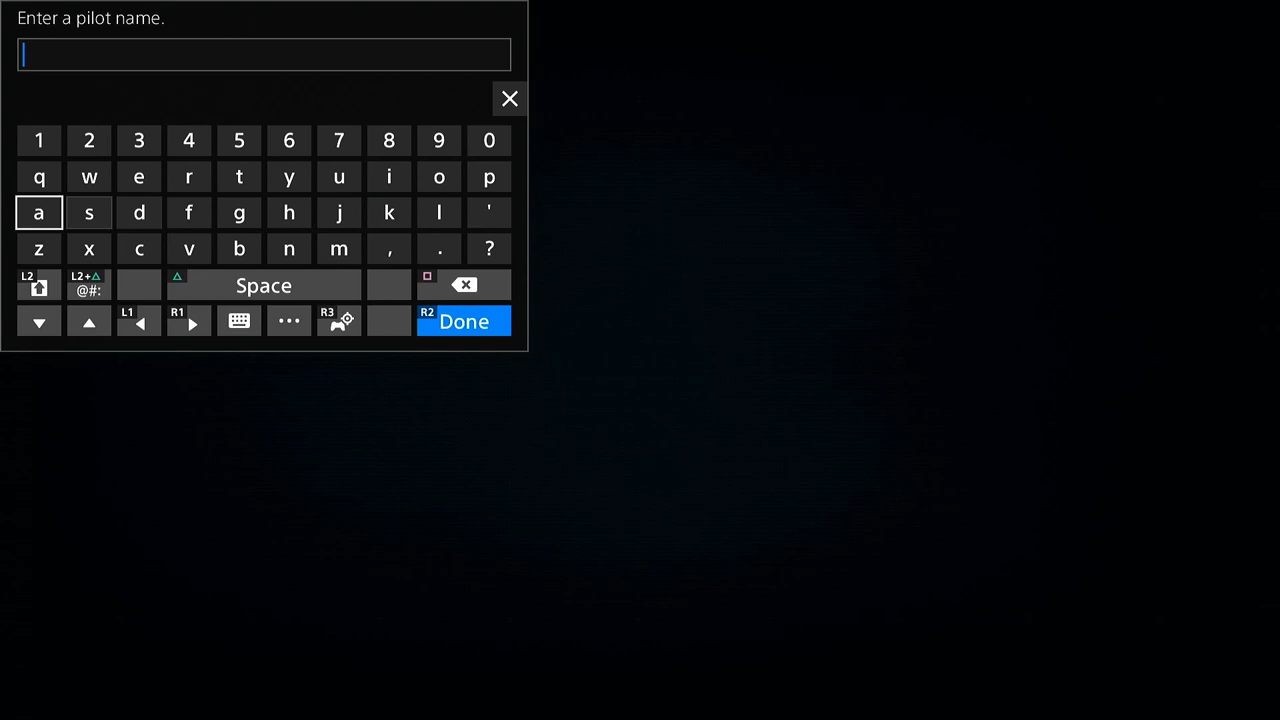 Enter a pilot name.
1 2 3 4 5 6 7 8 9 0
q w e r t y u i o p
a s d f g h j k l '
z x c v b n m , . ?
L2 L2+△ @#: △ Space
L1 R1 ... R3 R2 Done